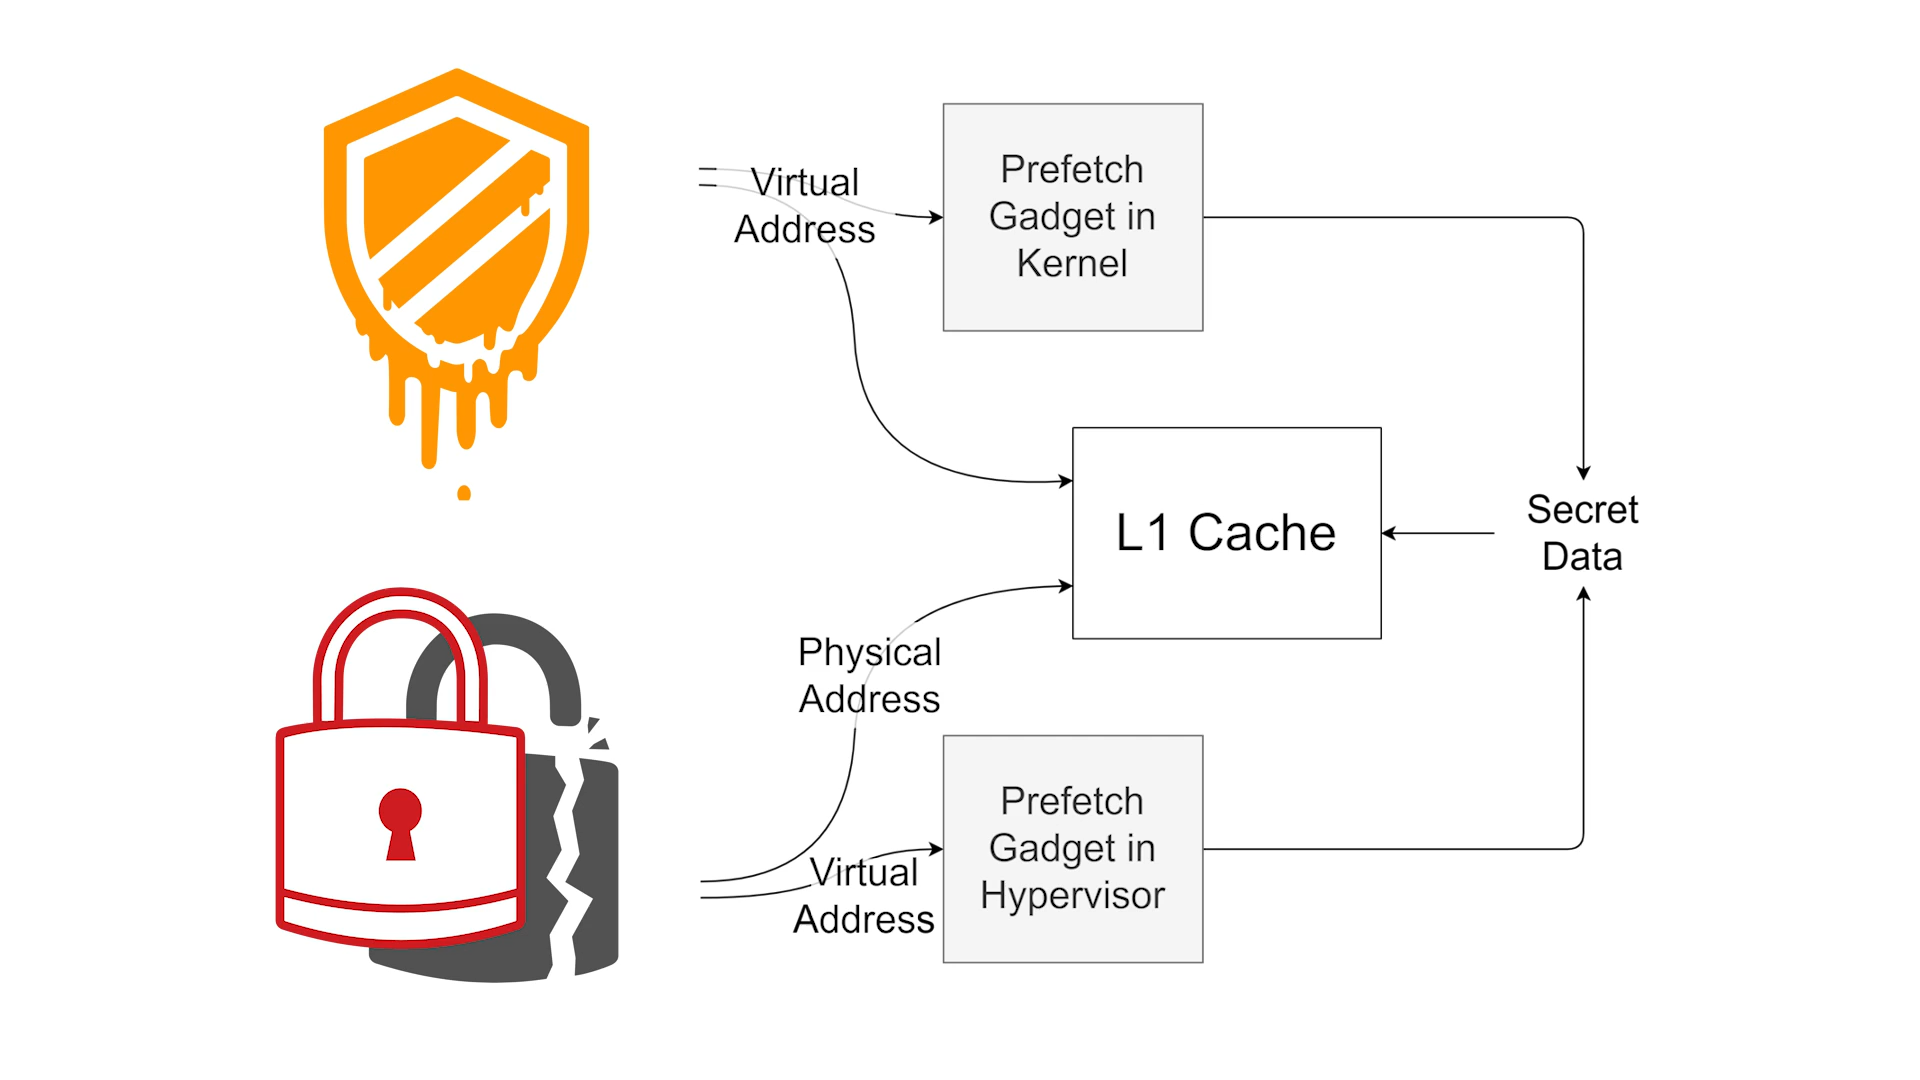 Virtual
Address
Prefetch
Gadget in
Kernel
L1 Cache
Secret
Data
Physical
Address
Virtual
Address
Prefetch
Gadget in
Hypervisor